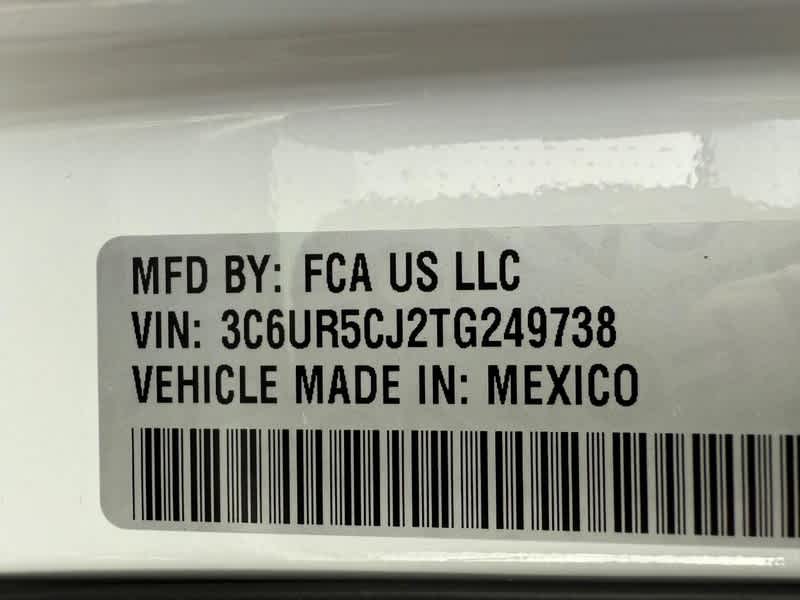 MFD BY: FCA US LLC
VIN: 3C6UR5CJ2TG249738
VEHICLE MADE IN: MEXICO